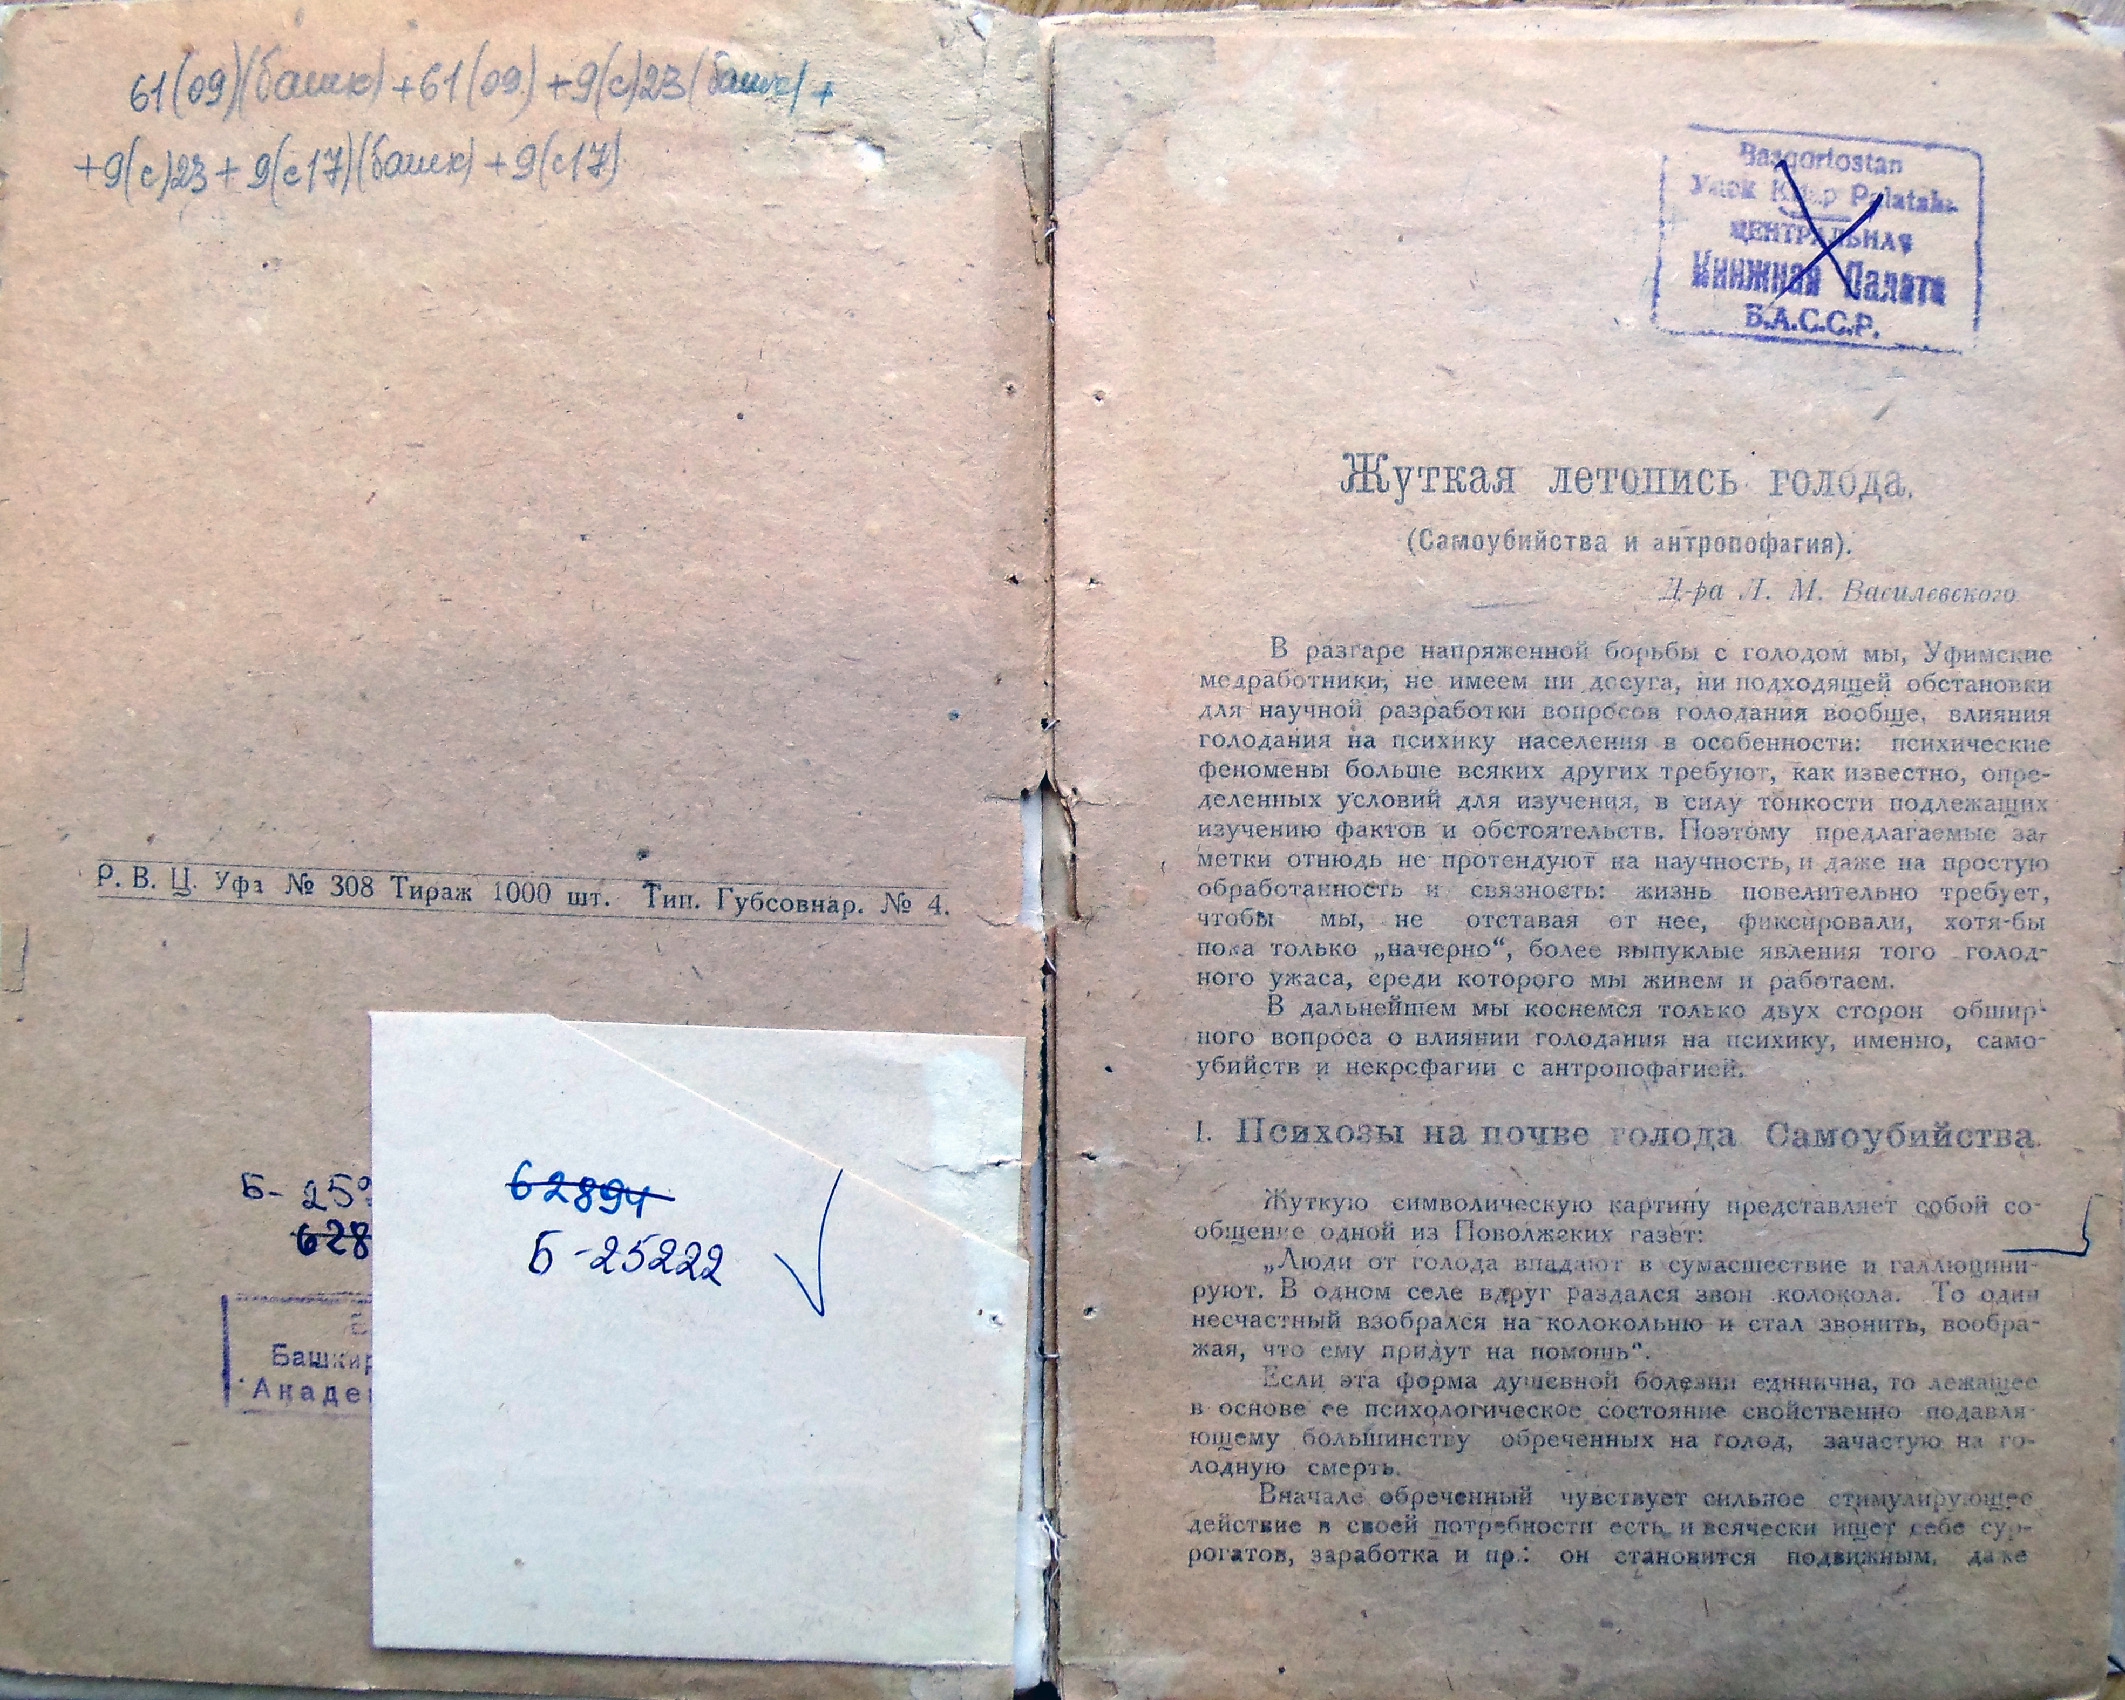 61(09)(башк) + 61(09) + 9(с)23(башк) +
+ 9(с)23 + 9(с17)(башк) + 9(с17)
Р. В. Ц. Уфа № 308 Тираж 1000 шт. Тип. Губсовнар. № 4.
Б- 25
628
Башкир
Акаде
62894
Б-25222
Basqortostan
Palataһь
ЦЕНТРАЛЬНАЯ
Книжная Палата
Б.А.С.С.Р.
Жуткая летопись голода.
(Самоубийства и антропофагия).
Д-ра Л. М. Василевского
В разгаре напряженной борьбы с голодом мы, Уфимские
медработники, не имеем ни досуга, ни подходящей обстановки
для научной разработки вопросов голодания вообще, влияния
голодания на психику населения в особенности: психические
феномены больше всяких других требуют, как известно, опре-
деленных условий для изучения, в силу тонкости подлежащих
изучению фактов и обстоятельств. Поэтому предлагаемые за-
метки отнюдь не протендуют на научность, и даже на простую
обработанность и связность: жизнь повелительно требует,
чтобы мы, не отставая от нее, фиксировали, хотя-бы
пока только „начерно“, более выпуклые явления того голод-
ного ужаса, среди которого мы живем и работаем.
В дальнейшем мы коснемся только двух сторон обшир-
ного вопроса о влиянии голодания на психику, именно, само-
убийств и некрофагии с антропофагией.
I. Психозы на почве голода Самоубийства.
Жуткую символическую картину представляет собой со-
общение одной из Поволжских газет:
„Люди от голода впадают в сумасшествие и галлюцини-
руют. В одном селе вдруг раздался звон колокола. То один
несчастный взобрался на колокольню и стал звонить, вообра-
жая, что ему придут на помощь“.
Если эта форма душевной болезни единична, то лежащее
в основе ее психологическое состояние свойственно подавля-
ющему большинству обреченных на голод, зачастую на го-
лодную смерть.
Вначале обреченный чувствует сильное стимулирующее
действие в своей потребности есть и всячески ищет себе сур-
рогатов, заработка и пр.: он становится подвижным, даже